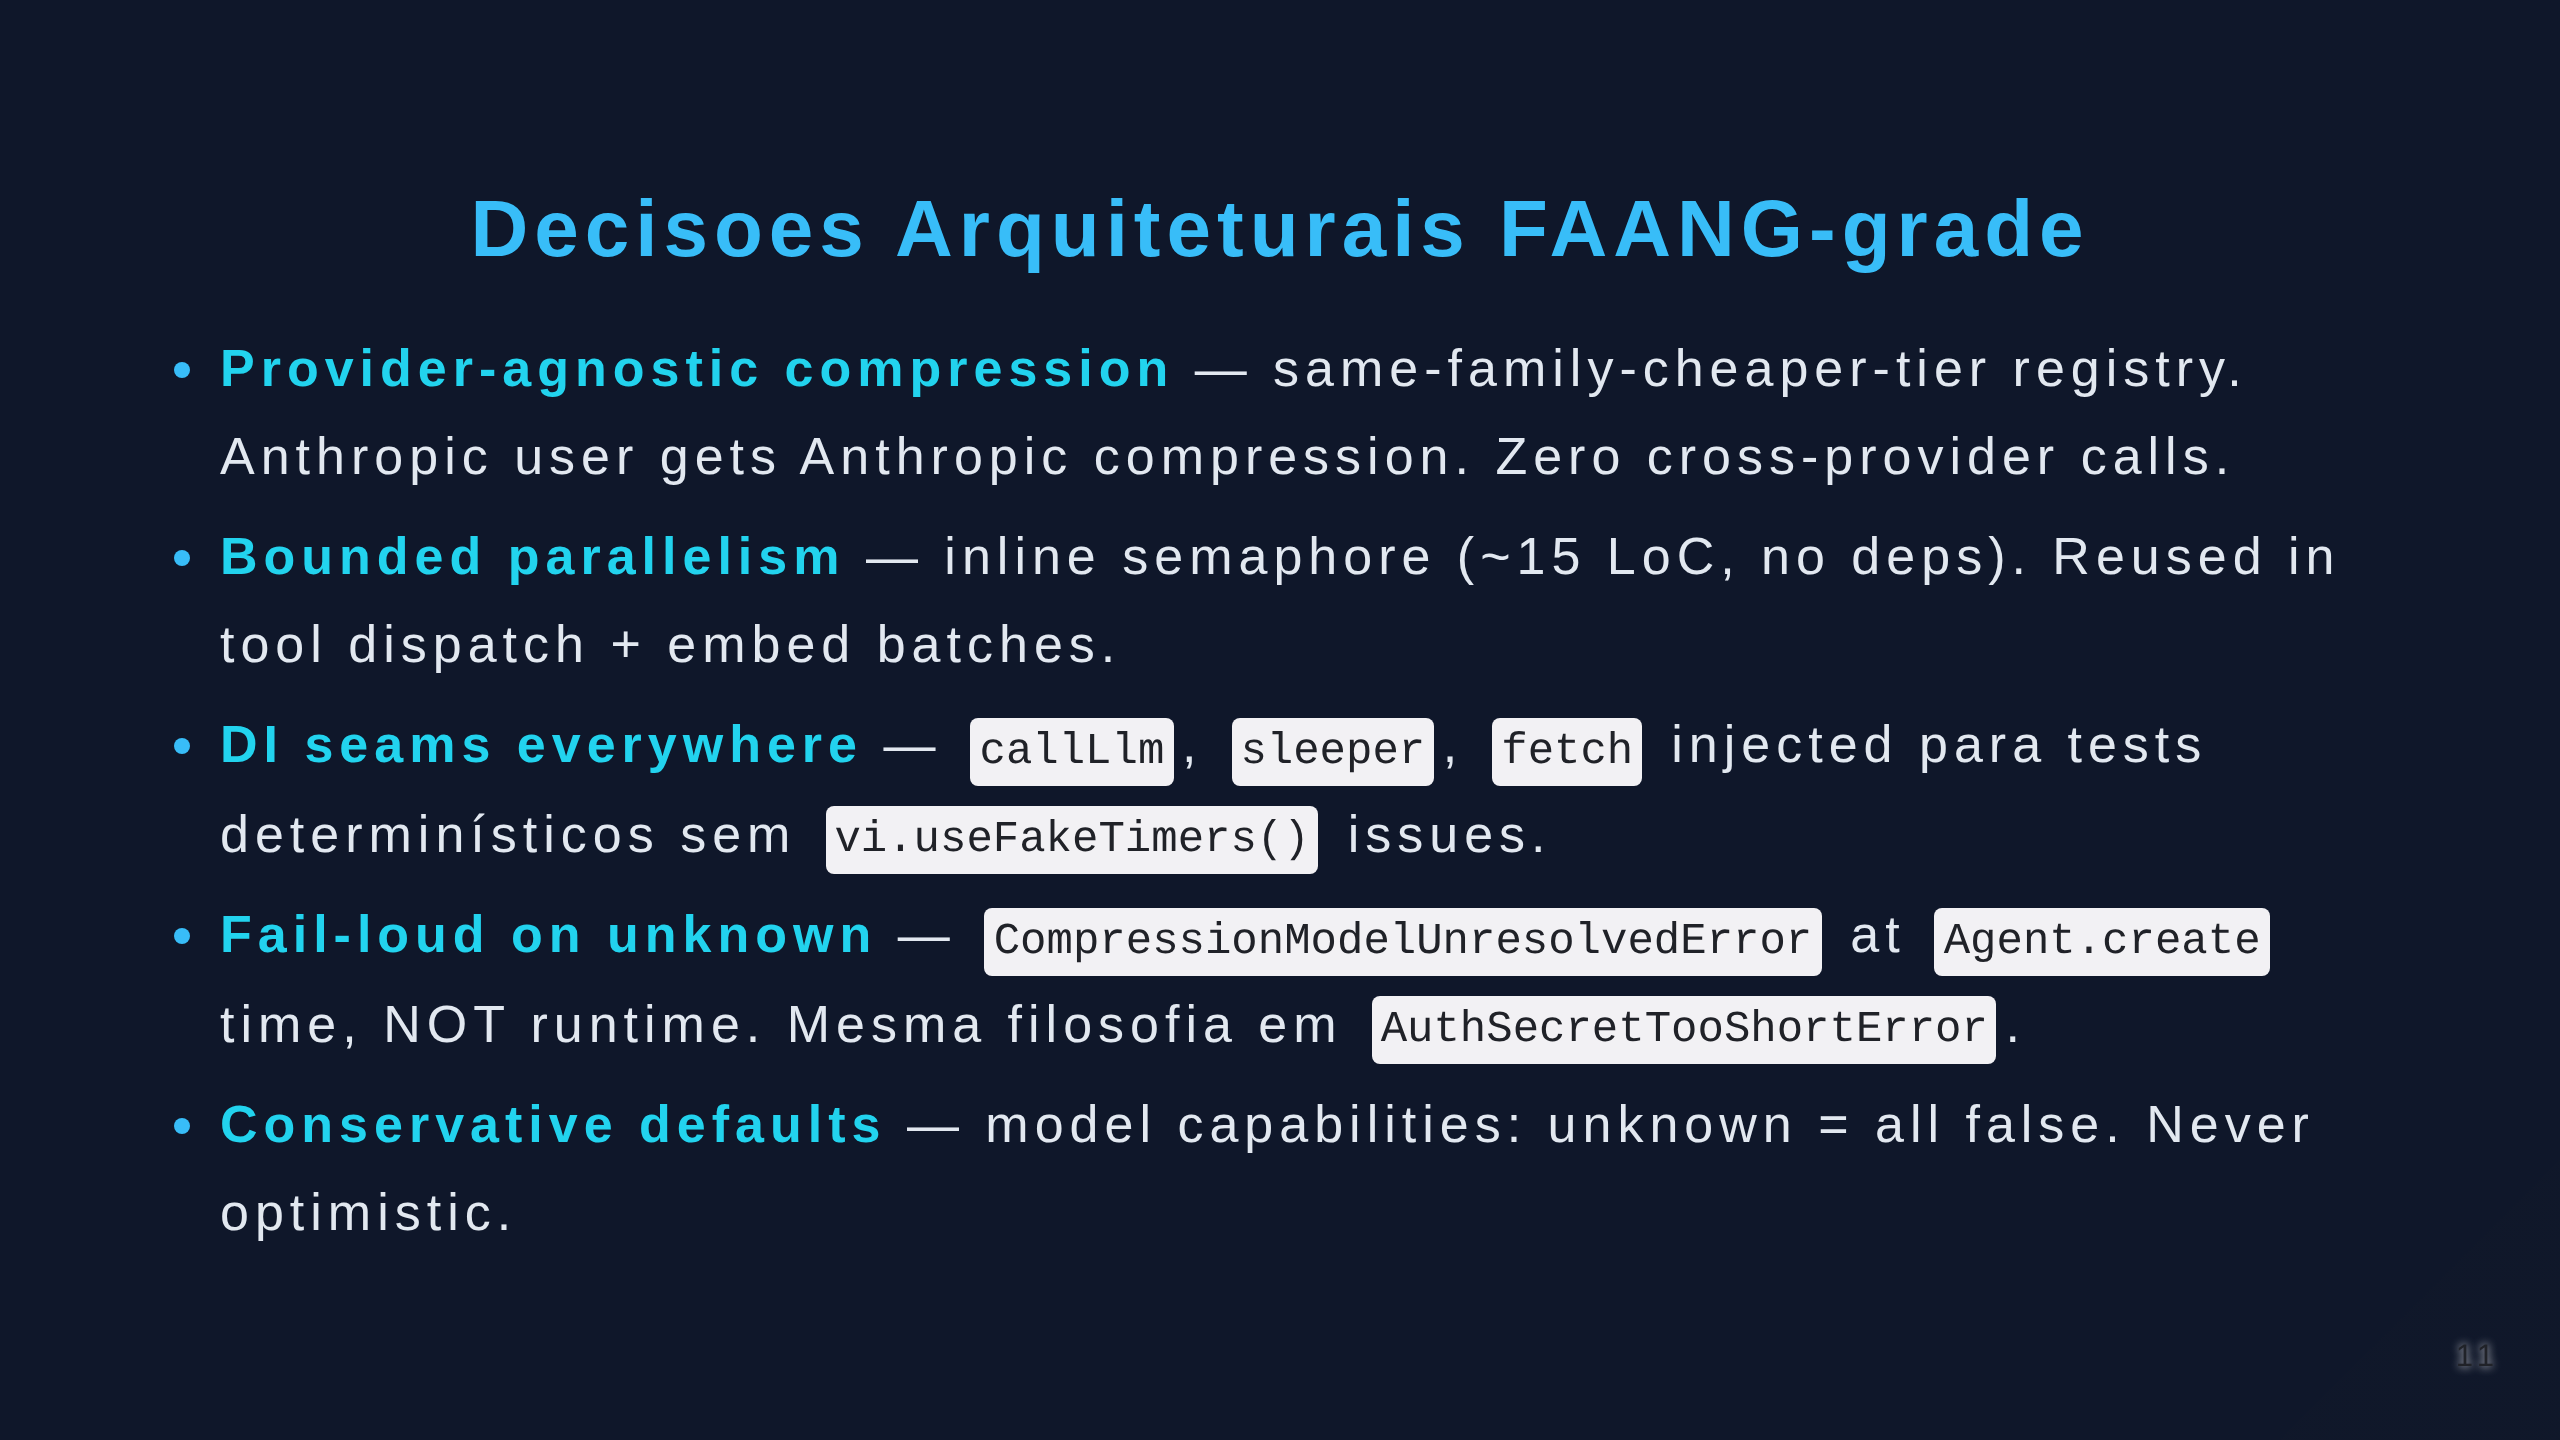 Decisoes Arquiteturais FAANG-grade
• Provider-agnostic compression — same-family-cheaper-tier registry.
Anthropic user gets Anthropic compression. Zero cross-provider calls.
• Bounded parallelism — inline semaphore (~15 LoC, no deps). Reused in
tool dispatch + embed batches.
• DI seams everywhere — callLlm, sleeper, fetch injected para tests
determinísticos sem vi.useFakeTimers() issues.
• Fail-loud on unknown — CompressionModelUnresolvedError at Agent.create
time, NOT runtime. Mesma filosofia em AuthSecretTooShortError.
• Conservative defaults — model capabilities: unknown = all false. Never
optimistic.
11